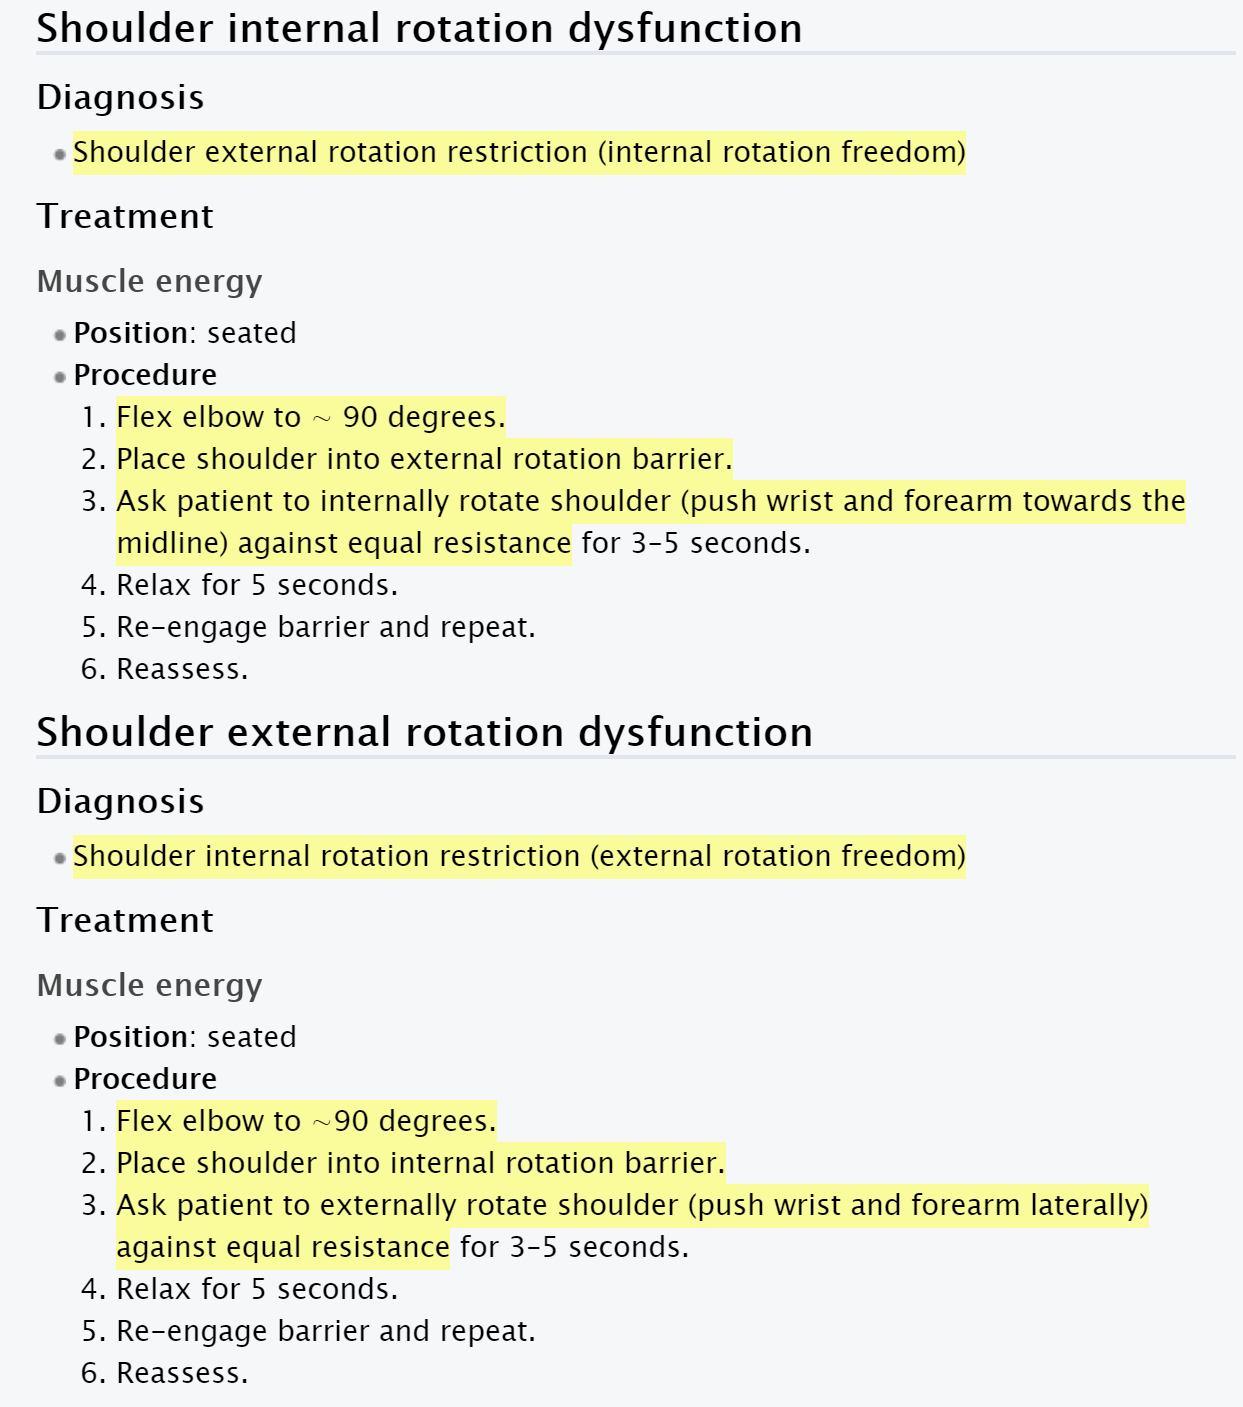 Shoulder internal rotation dysfunction
Diagnosis
Shoulder external rotation restriction (internal rotation freedom)
Treatment
Muscle energy
Position: seated
Procedure
1. Flex elbow to ~ 90 degrees.
2. Place shoulder into external rotation barrier.
3. Ask patient to internally rotate shoulder (push wrist and forearm towards the
midline) against equal resistance for 3–5 seconds.
4. Relax for 5 seconds.
5. Re-engage barrier and repeat.
6. Reassess.
Shoulder external rotation dysfunction
Diagnosis
Shoulder internal rotation restriction (external rotation freedom)
Treatment
Muscle energy
Position: seated
Procedure
1. Flex elbow to ~90 degrees.
2. Place shoulder into internal rotation barrier.
3. Ask patient to externally rotate shoulder (push wrist and forearm laterally)
against equal resistance for 3–5 seconds.
4. Relax for 5 seconds.
5. Re-engage barrier and repeat.
6. Reassess.